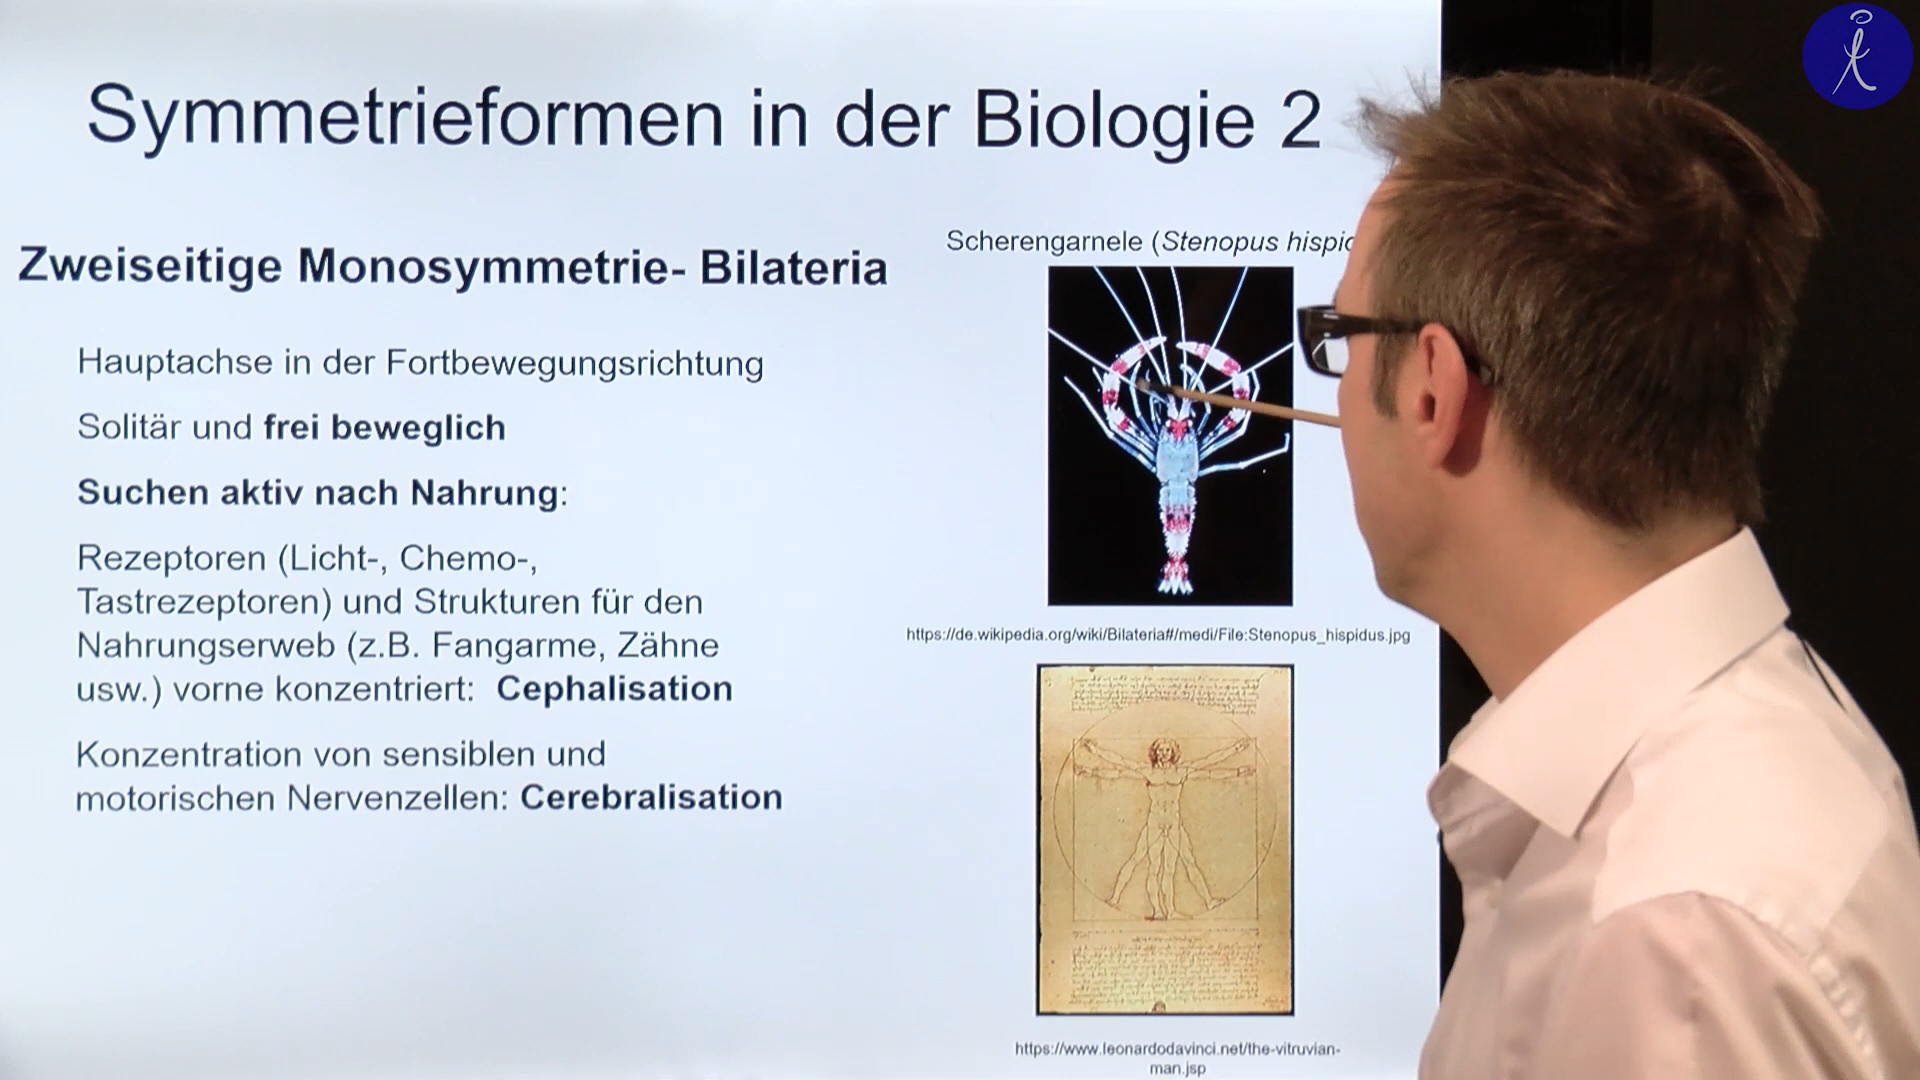 Symmetrieformen in der Biologie 2
Zweiseitige Monosymmetrie- Bilateria
Hauptachse in der Fortbewegungsrichtung
Solitär und frei beweglich
Suchen aktiv nach Nahrung:
Rezeptoren (Licht-, Chemo-,
Tastrezeptoren) und Strukturen für den
Nahrungserweb (z.B. Fangarme, Zähne
usw.) vorne konzentriert: Cephalisation
Konzentration von sensiblen und
motorischen Nervenzellen: Cerebralisation
Scherengarnele (Stenopus
https://de.wikipedia.org/wiki/Bilateria#/medi/File:Stenopus_hispidus.jpg
https://www.leonardodavinci.net/the-vitruvian-
man.jsp